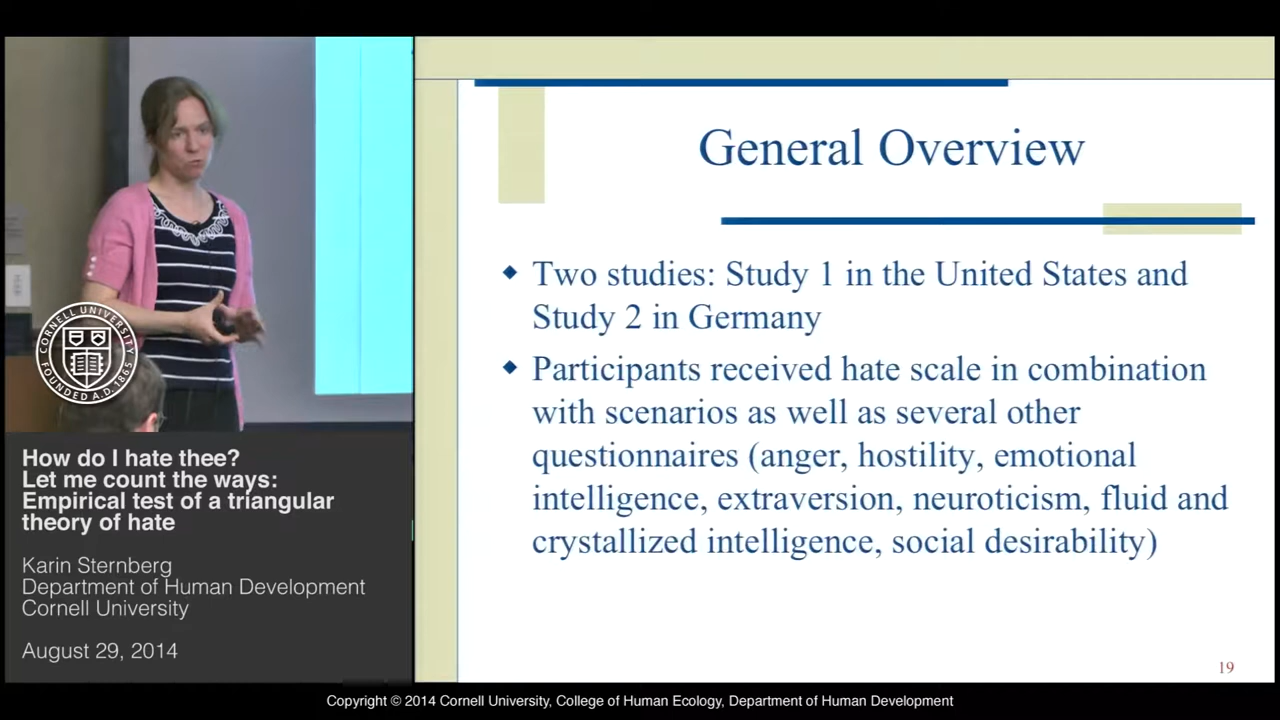 General Overview
Two studies: Study 1 in the United States and
Study 2 in Germany
Participants received hate scale in combination
with scenarios as well as several other
questionnaires (anger, hostility, emotional
intelligence, extraversion, neuroticism, fluid and
crystallized intelligence, social desirability)
19
CORNELL UNIVERSITY
FOUNDED A.D. 1865
How do I hate thee?
Let me count the ways:
Empirical test of a triangular
theory of hate
Karin Sternberg
Department of Human Development
Cornell University
August 29, 2014
Copyright © 2014 Cornell University, College of Human Ecology, Department of Human Development